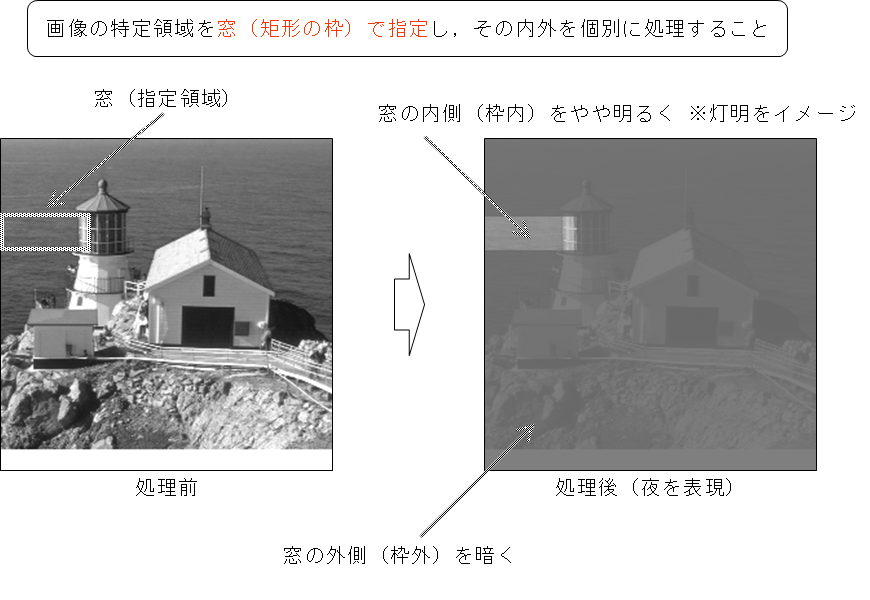 画像の特定領域を窓（矩形の枠）で指定し，その内外を個別に処理すること
窓（指定領域）
窓の内側（枠内）をやや明るく ※灯明をイメージ
処理前
処理後（夜を表現）
窓の外側（枠外）を暗く